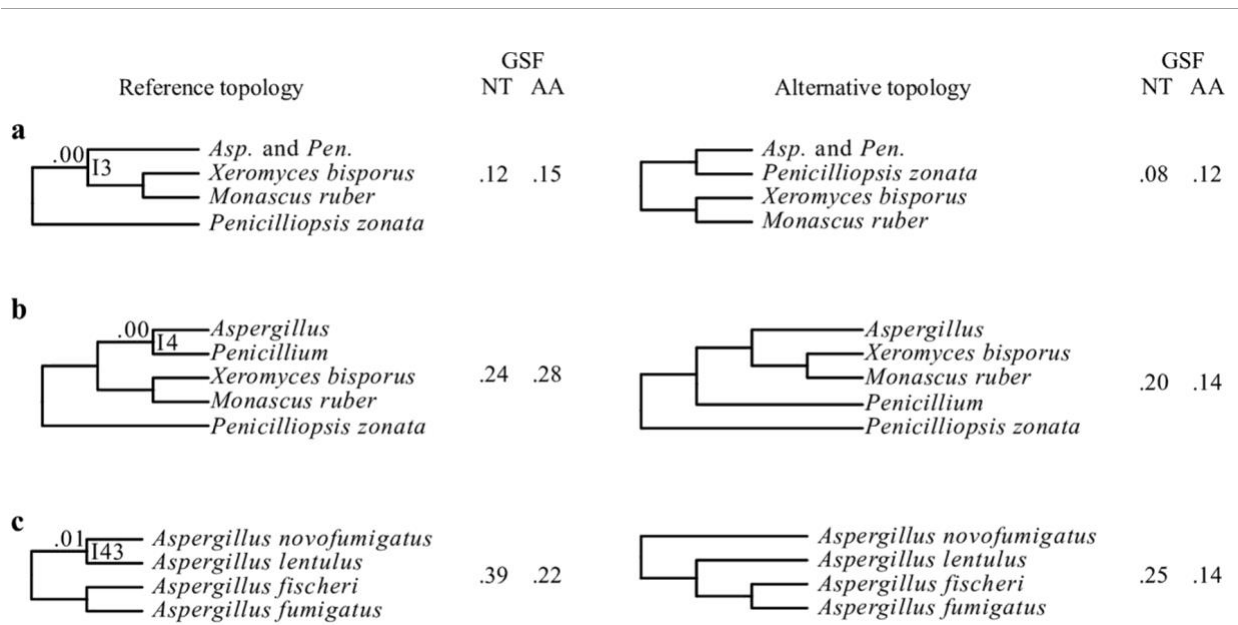 GSF GSF
Reference topology NT AA Alternative topology NT AA
a
.00 I3 Asp. and Pen.
Xeromyces bisporus
Monascus ruber
Penicilliopsis zonata
.12 .15
Asp. and Pen.
Penicilliopsis zonata
Xeromyces bisporus
Monascus ruber
.08 .12
b
.00 I4 Aspergillus
Penicillium
Xeromyces bisporus
Monascus ruber
Penicilliopsis zonata
.24 .28
Aspergillus
Xeromyces bisporus
Monascus ruber
Penicillium
Penicilliopsis zonata
.20 .14
c
.01 I43 Aspergillus novofumigatus
Aspergillus lentulus
Aspergillus fischeri
Aspergillus fumigatus
.39 .22
Aspergillus novofumigatus
Aspergillus lentulus
Aspergillus fischeri
Aspergillus fumigatus
.25 .14